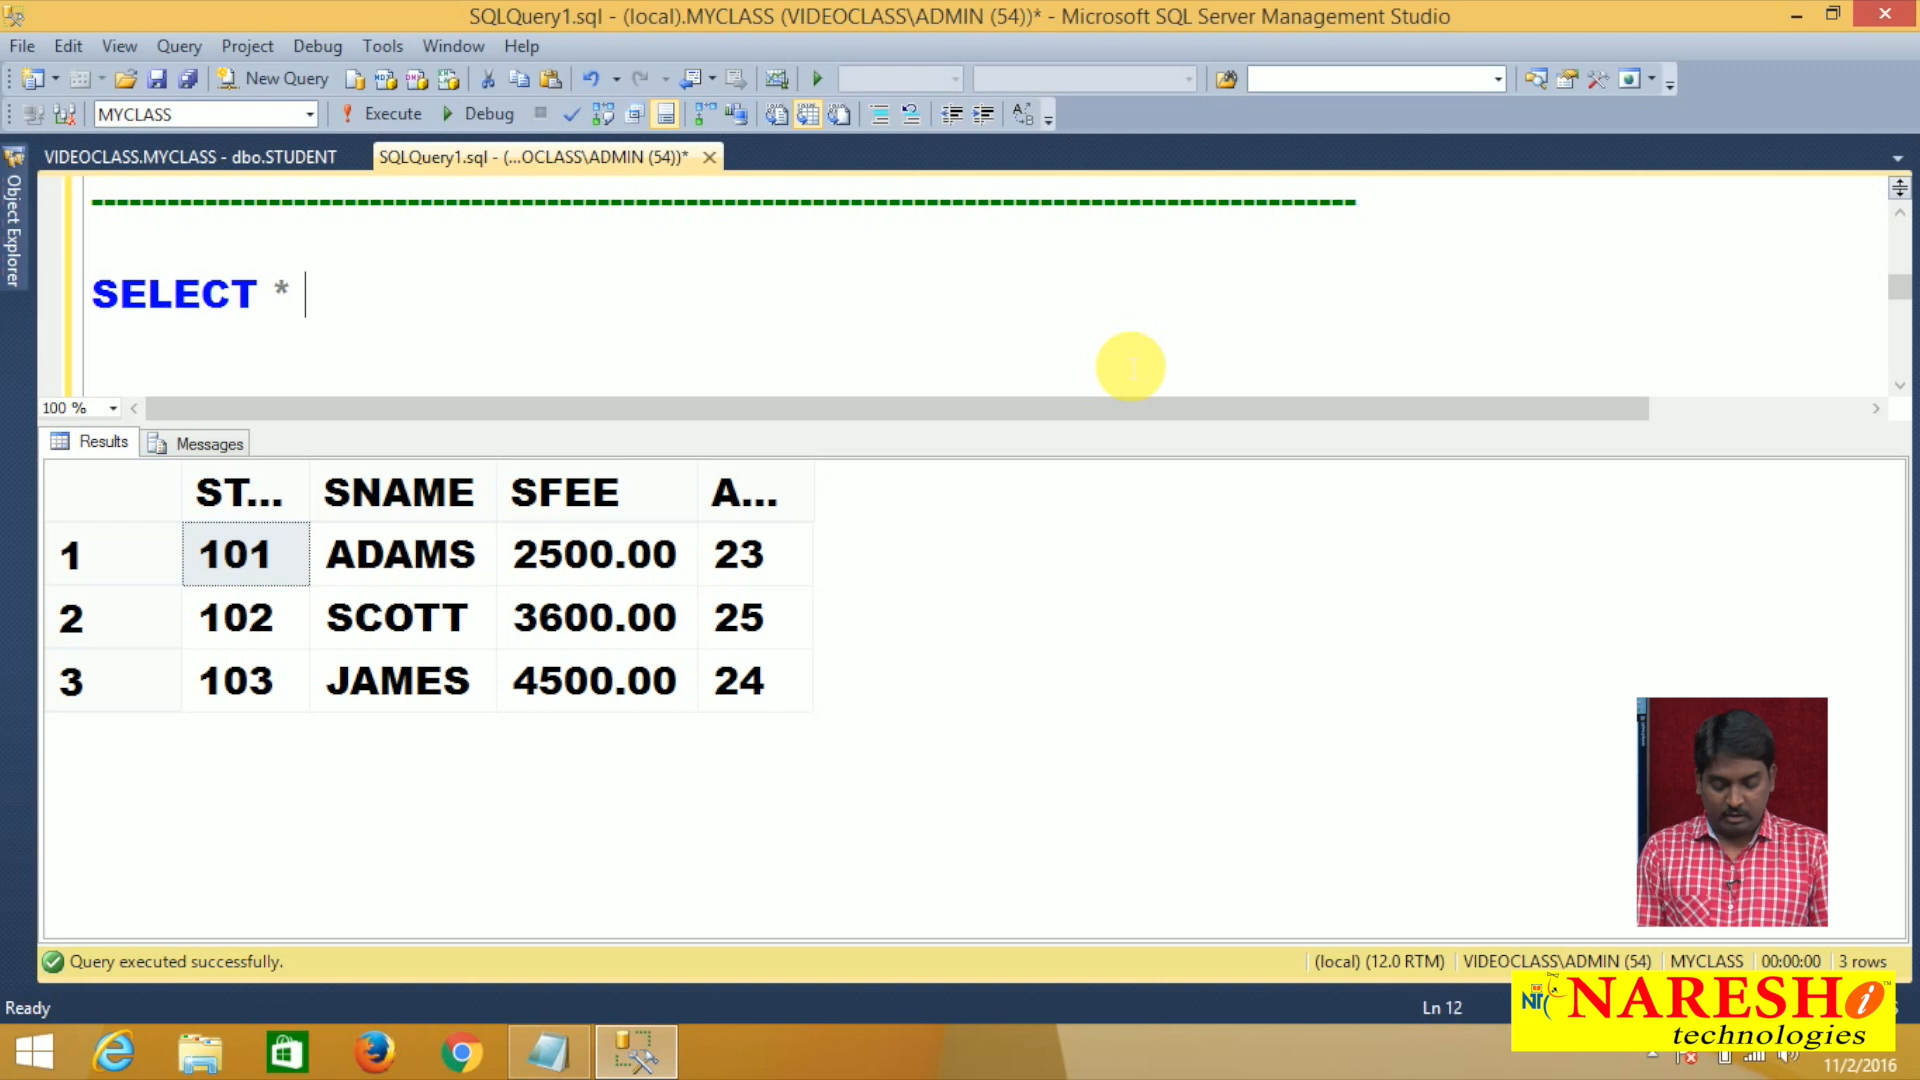 SQLQuery1.sql - (local).MYCLASS (VIDEOCLASS\ADMIN (54))* - Microsoft SQL Server Management Studio
File Edit View Query Project Debug Tools Window Help
New Query
MYCLASS Execute Debug
VIDEOCLASS.MYCLASS - dbo.STUDENT SQLQuery1.sql - (...OCLASS\ADMIN (54))*
Object Explorer
SELECT *
100 %
Results Messages
ST... SNAME SFEE A...
1 101 ADAMS 2500.00 23
2 102 SCOTT 3600.00 25
3 103 JAMES 4500.00 24
Query executed successfully. (local) (12.0 RTM) VIDEOCLASS\ADMIN (54) MYCLASS 00:00:00 3 rows
Ready Ln 12
NARESH i
technologies
11/2/2016